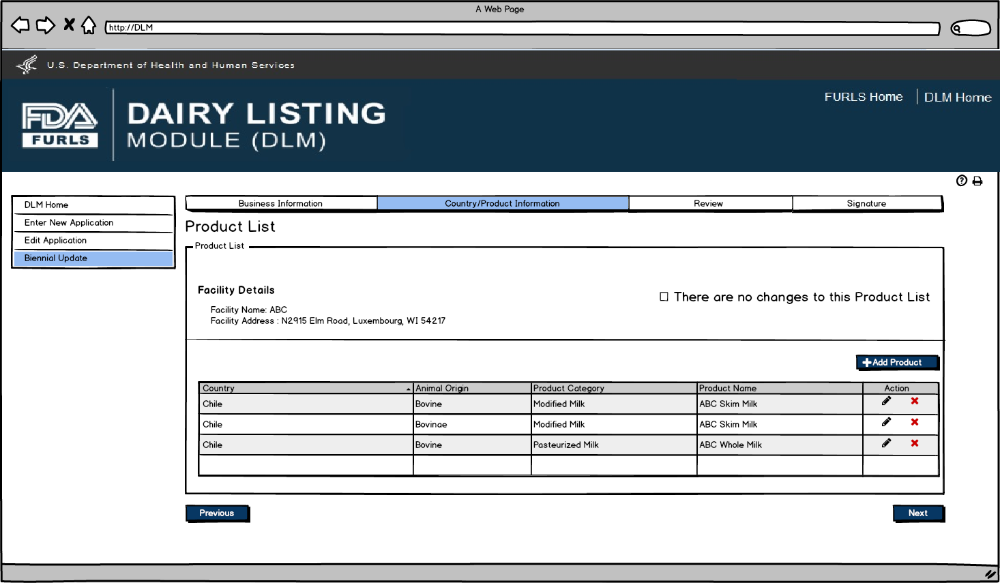 A Web Page
http://DLM
U.S. Department of Health and Human Services
FDA
FURLS
DAIRY LISTING
MODULE (DLM)
FURLS Home
DLM Home
?
DLM Home
Enter New Application
Edit Application
Biennial Update
Business Information Country/Product Information Review Signature
Product List
Product List
Facility Details
Facility Name: ABC
Facility Address : N2915 Elm Road, Luxembourg, WI 54217
There are no changes to this Product List
Add Product
Country Animal Origin Product Category Product Name Action
Chile Bovine Modified Milk ABC Skim Milk
Chile Bovinae Modified Milk ABC Skim Milk
Chile Bovine Pasteurized Milk ABC Whole Milk
Previous
Next